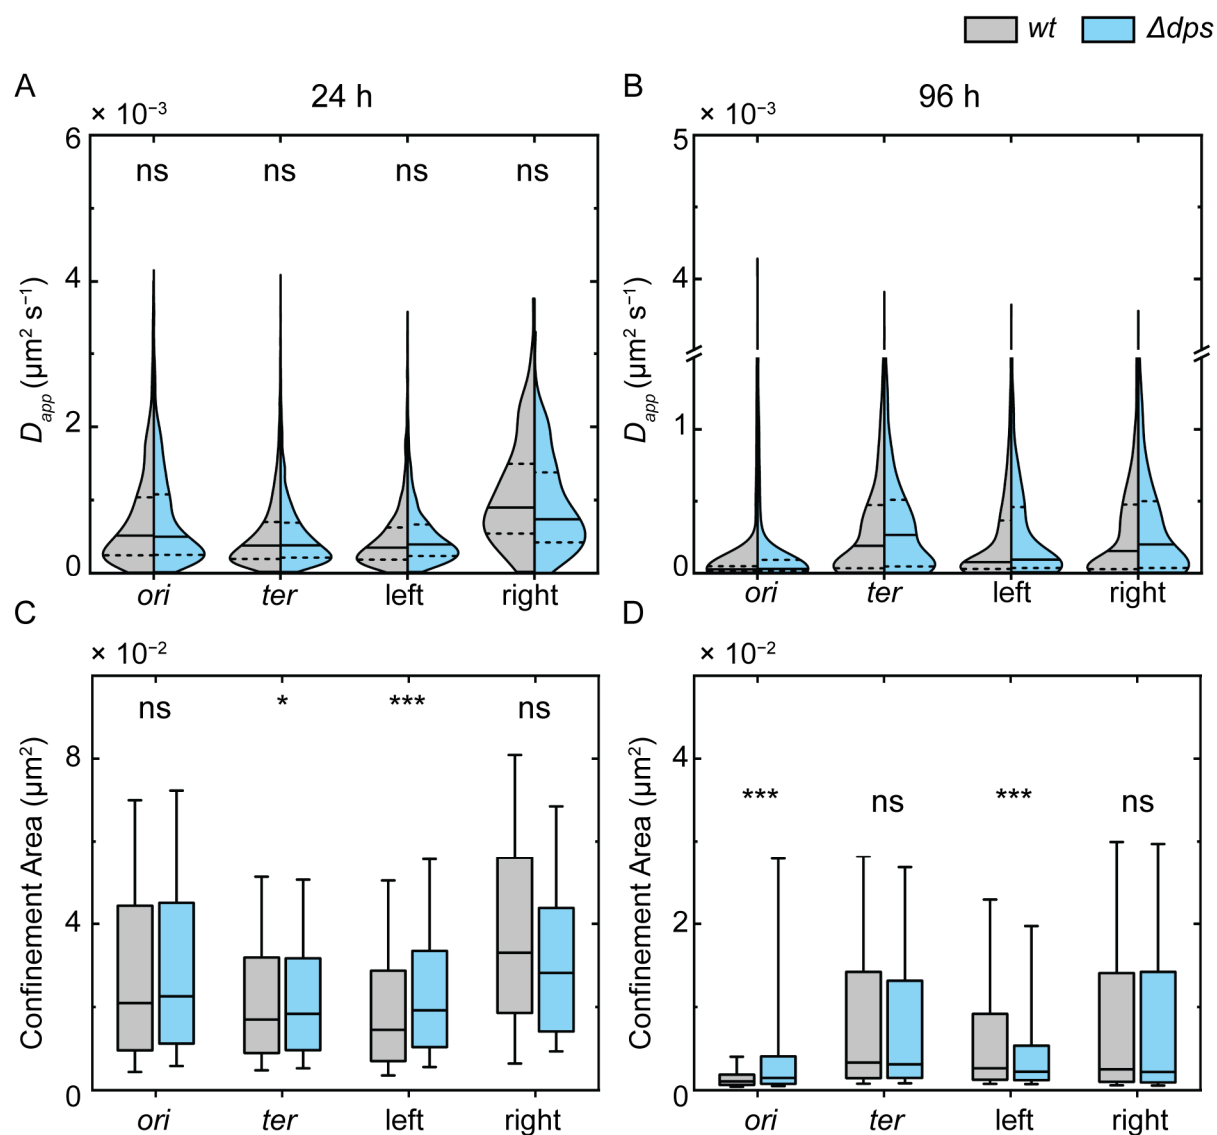 wt Δdps
A 24 h
× 10⁻³
6
4
2
0
D_app (μm² s⁻¹)
ns ns ns ns
ori ter left right
B 96 h
× 10⁻³
5
4
1
0
D_app (μm² s⁻¹)
ori ter left right
C
× 10⁻²
8
4
0
Confinement Area (μm²)
ns * *** ns
ori ter left right
D
× 10⁻²
4
2
0
Confinement Area (μm²)
*** ns *** ns
ori ter left right